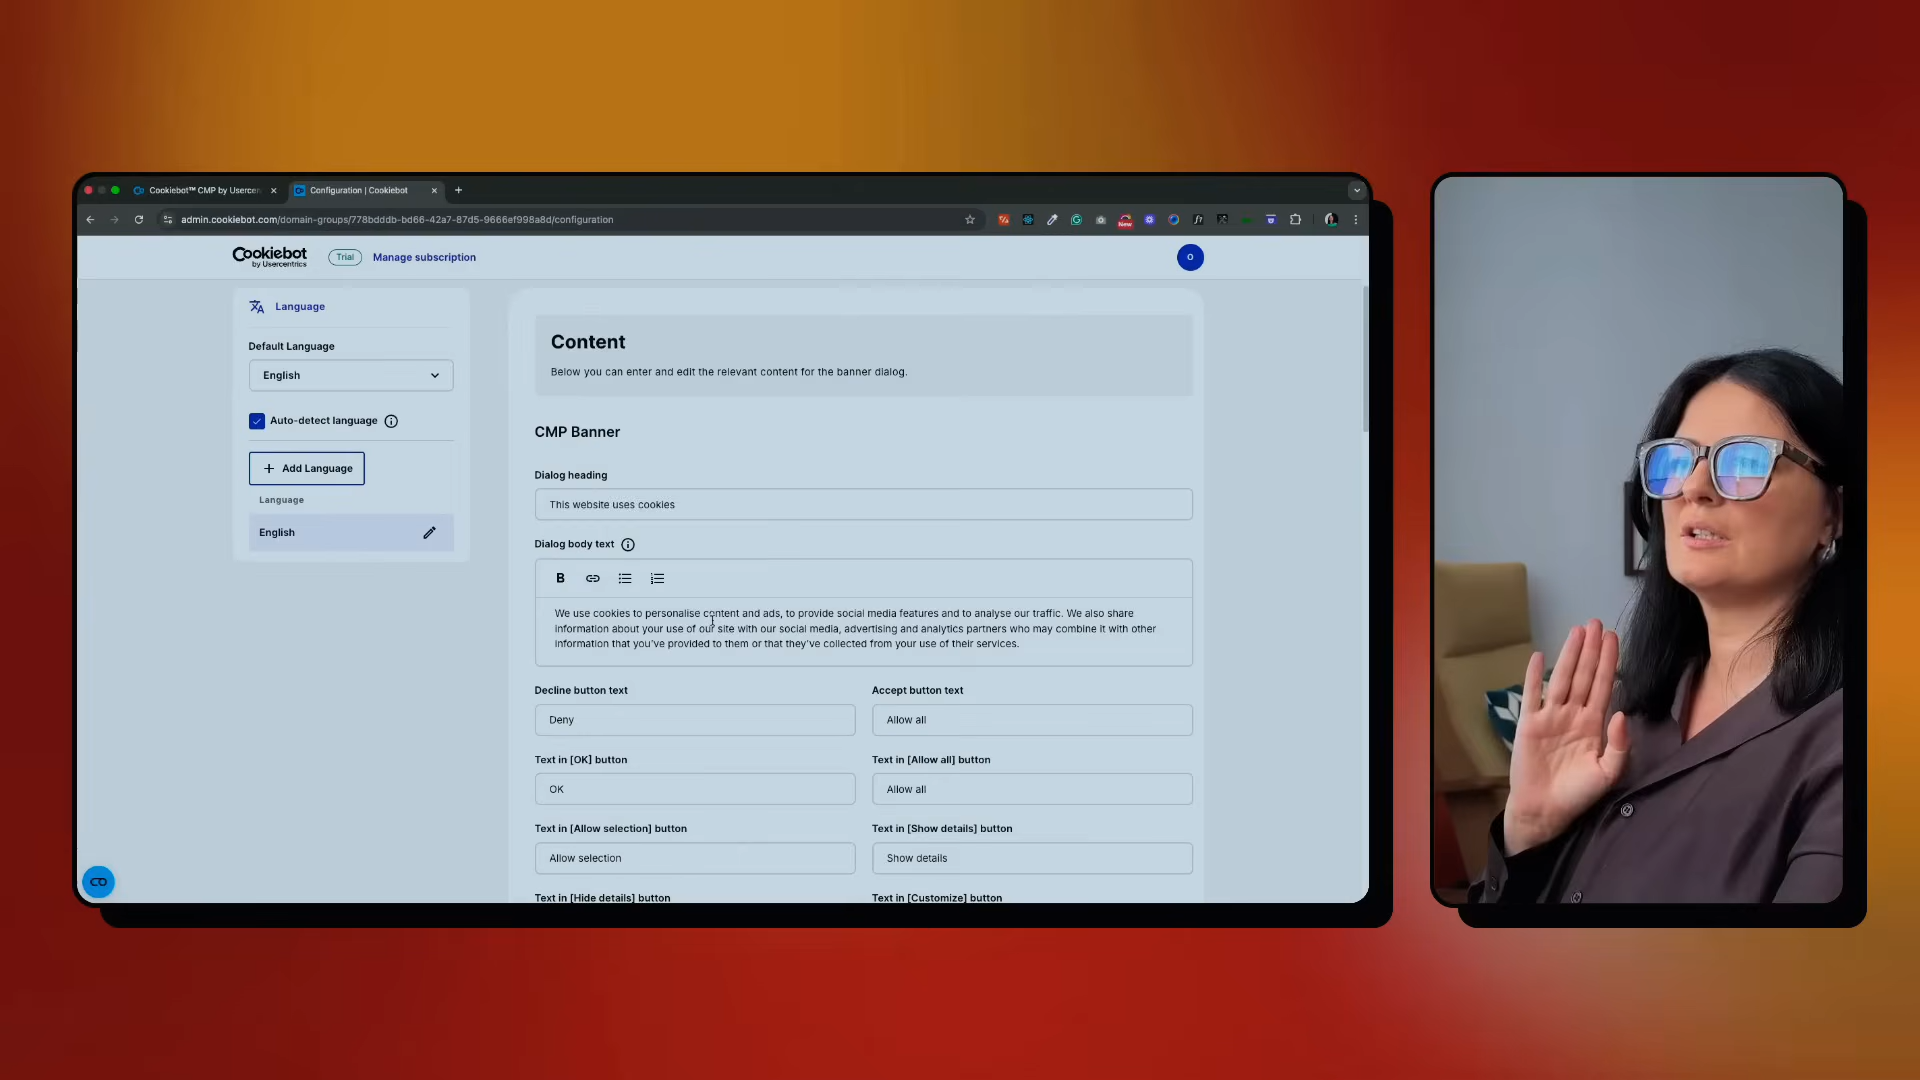 Cookiebot™ CMP by Usercen
Configuration | Cookiebot
admin.cookiebot.com/domain-groups/778bdddb-bd66-42a7-87d5-9666ef998a8d/configuration
New
Cookiebot
by Usercentrics
Trial
Manage subscription
O
Language
Default Language
English
Auto-detect language
+ Add Language
Language
English
Content
Below you can enter and edit the relevant content for the banner dialog.
CMP Banner
Dialog heading
This website uses cookies
Dialog body text
B
We use cookies to personalise content and ads, to provide social media features and to analyse our traffic. We also share
information about your use of our site with our social media, advertising and analytics partners who may combine it with other
information that you've provided to them or that they've collected from your use of their services.
Decline button text
Accept button text
Deny
Allow all
Text in [OK] button
Text in [Allow all] button
OK
Allow all
Text in [Allow selection] button
Text in [Show details] button
Allow selection
Show details
Text in [Hide details] button
Text in [Customize] button